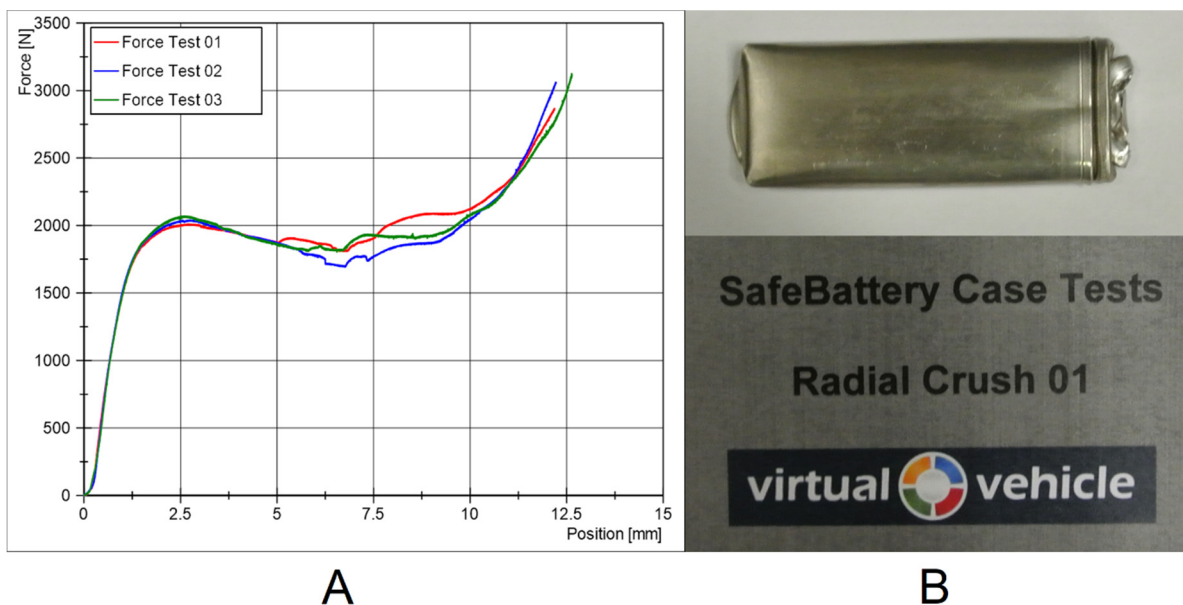 Force [N]
3500
3000
2500
2000
1500
1000
500
0
Force Test 01
Force Test 02
Force Test 03
0
2.5
5
7.5
10
12.5
15
Position [mm]
A
SafeBattery Case Tests
Radial Crush 01
virtual vehicle
B